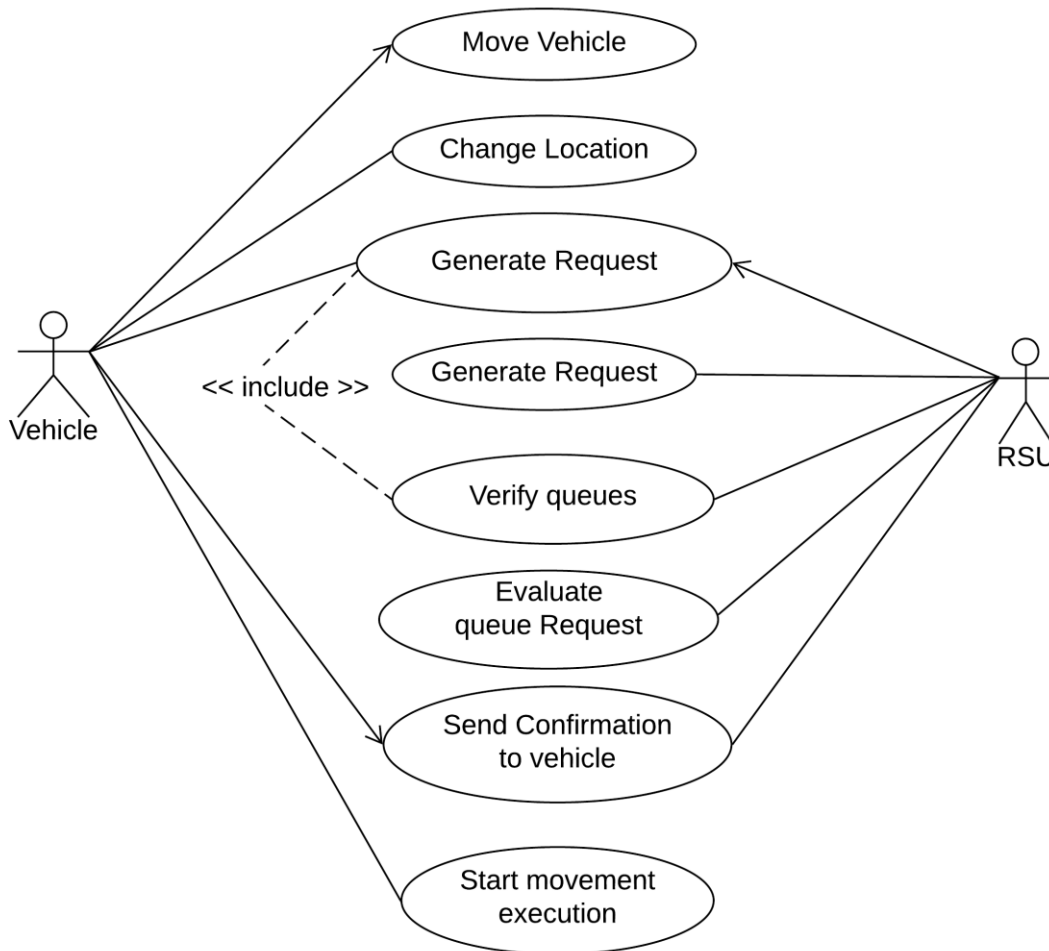 Move Vehicle
Change Location
Generate Request
Generate Request
<< include >>
Vehicle
RSU
Verify queues
Evaluate
queue Request
Send Confirmation
to vehicle
Start movement
execution